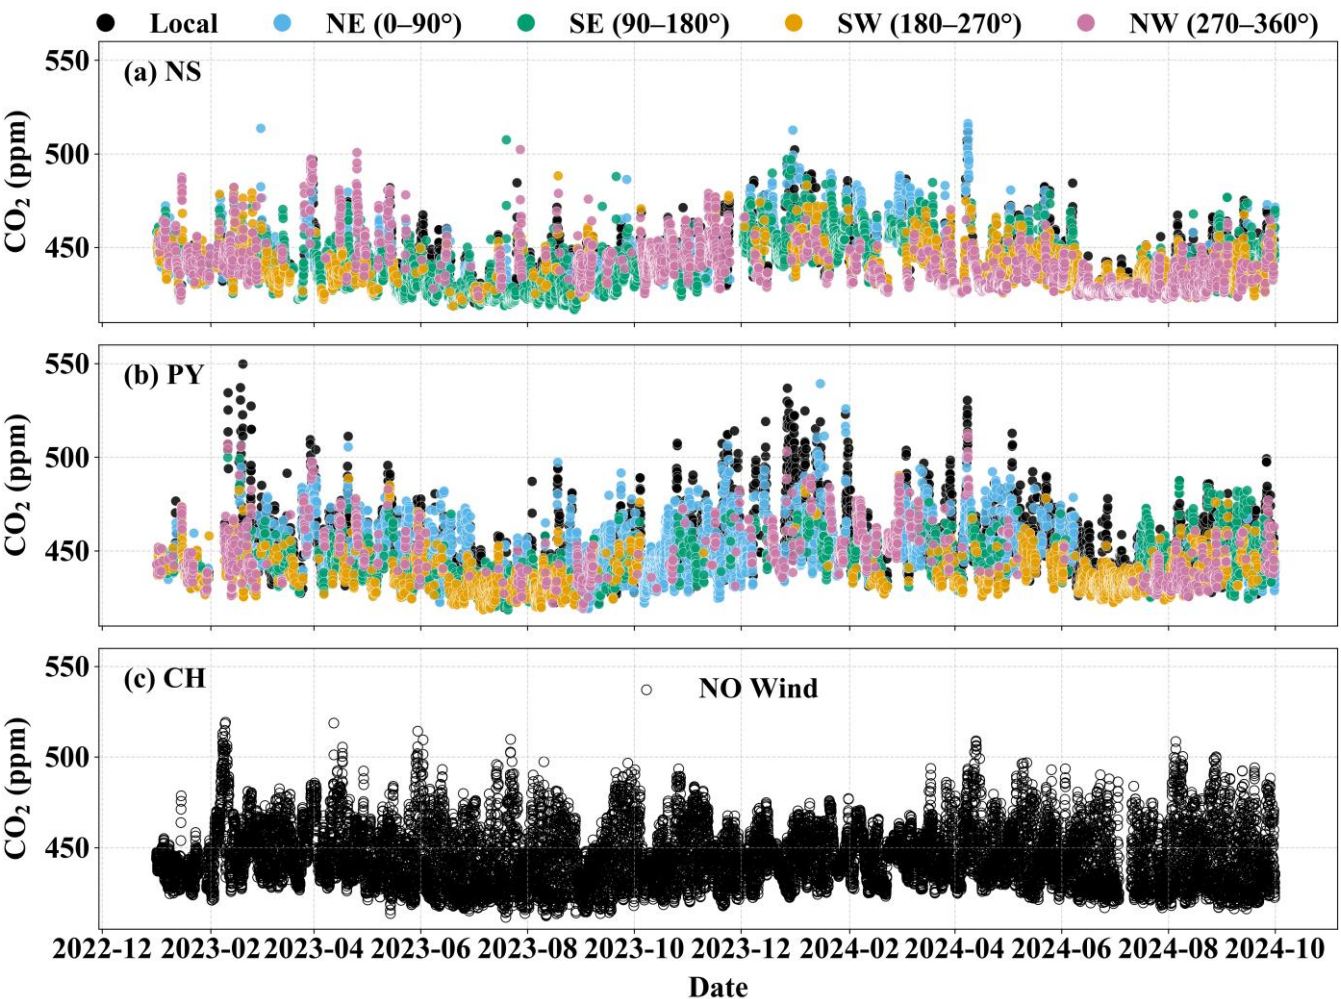 Local NE (0–90°) SE (90–180°) SW (180–270°) NW (270–360°)
(a) NS
550
500
450
CO₂ (ppm)
(b) PY
550
500
450
CO₂ (ppm)
(c) CH
NO Wind
550
500
450
CO₂ (ppm)
2022-12 2023-02 2023-04 2023-06 2023-08 2023-10 2023-12 2024-02 2024-04 2024-06 2024-08 2024-10
Date